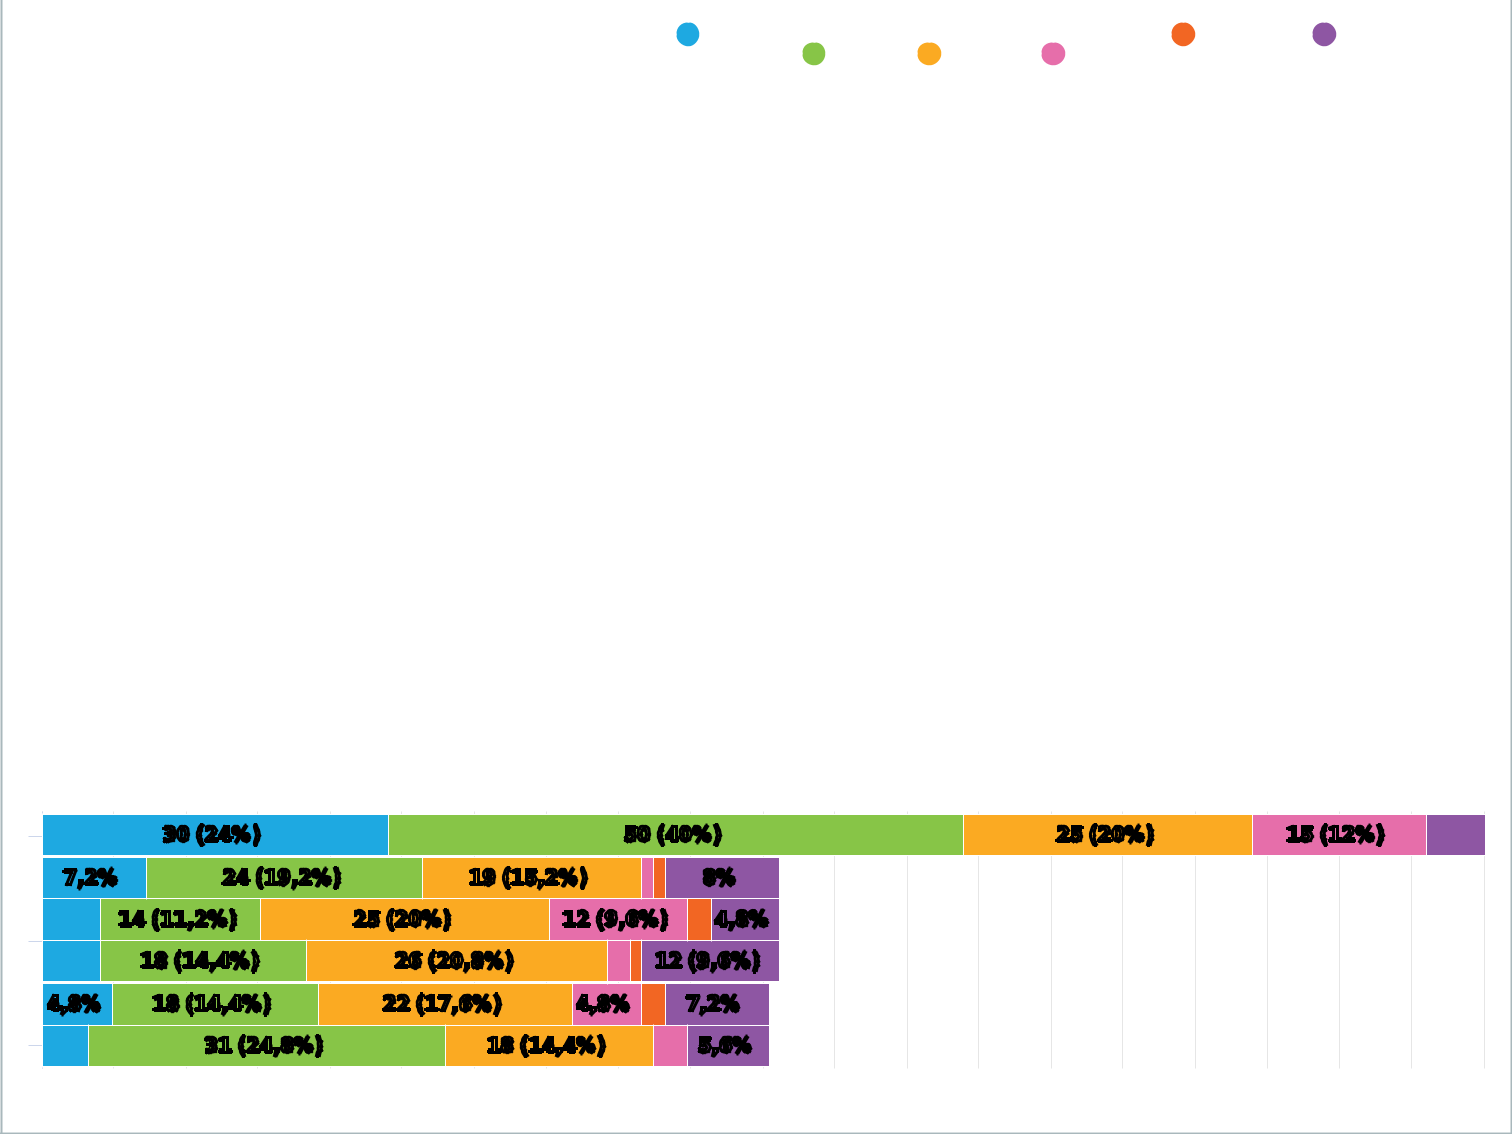 30 (24%) 50 (40%) 25 (20%) 15 (12%)
7,2% 24 (19,2%) 19 (15,2%) 8%
14 (11,2%) 25 (20%) 12 (9,6%) 4,8%
18 (14,4%) 26 (20,8%) 12 (9,6%)
4,8% 18 (14,4%) 22 (17,6%) 4,8% 7,2%
31 (24,8%) 18 (14,4%) 5,6%